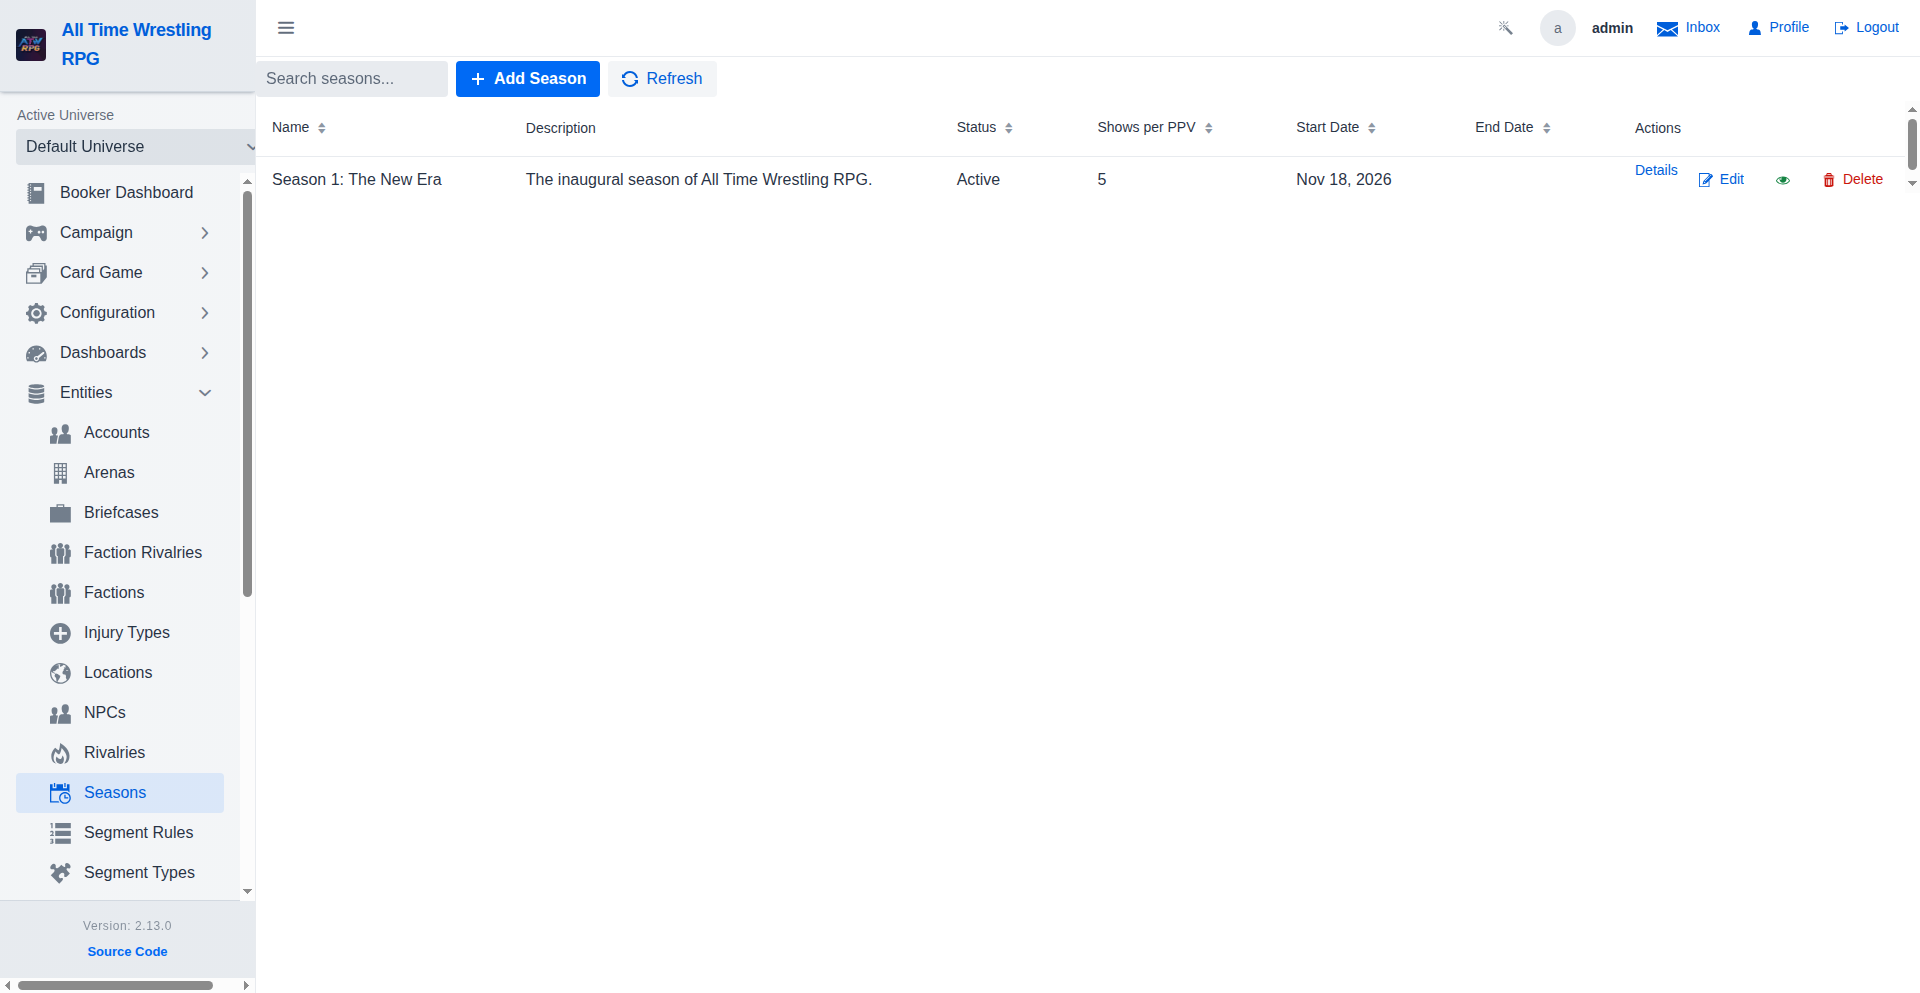 All Time Wrestling
RPG
a
admin
Inbox
Profile
Logout
Search seasons...
Add Season
Refresh
Active Universe
Default Universe
Name
Description
Status
Shows per PPV
Start Date
End Date
Actions
Season 1: The New Era
The inaugural season of All Time Wrestling RPG.
Active
5
Nov 18, 2026
Details
Edit
Delete
Booker Dashboard
Campaign
Card Game
Configuration
Dashboards
Entities
Accounts
Arenas
Briefcases
Faction Rivalries
Factions
Injury Types
Locations
NPCs
Rivalries
Seasons
Segment Rules
Segment Types
Version: 2.13.0
Source Code